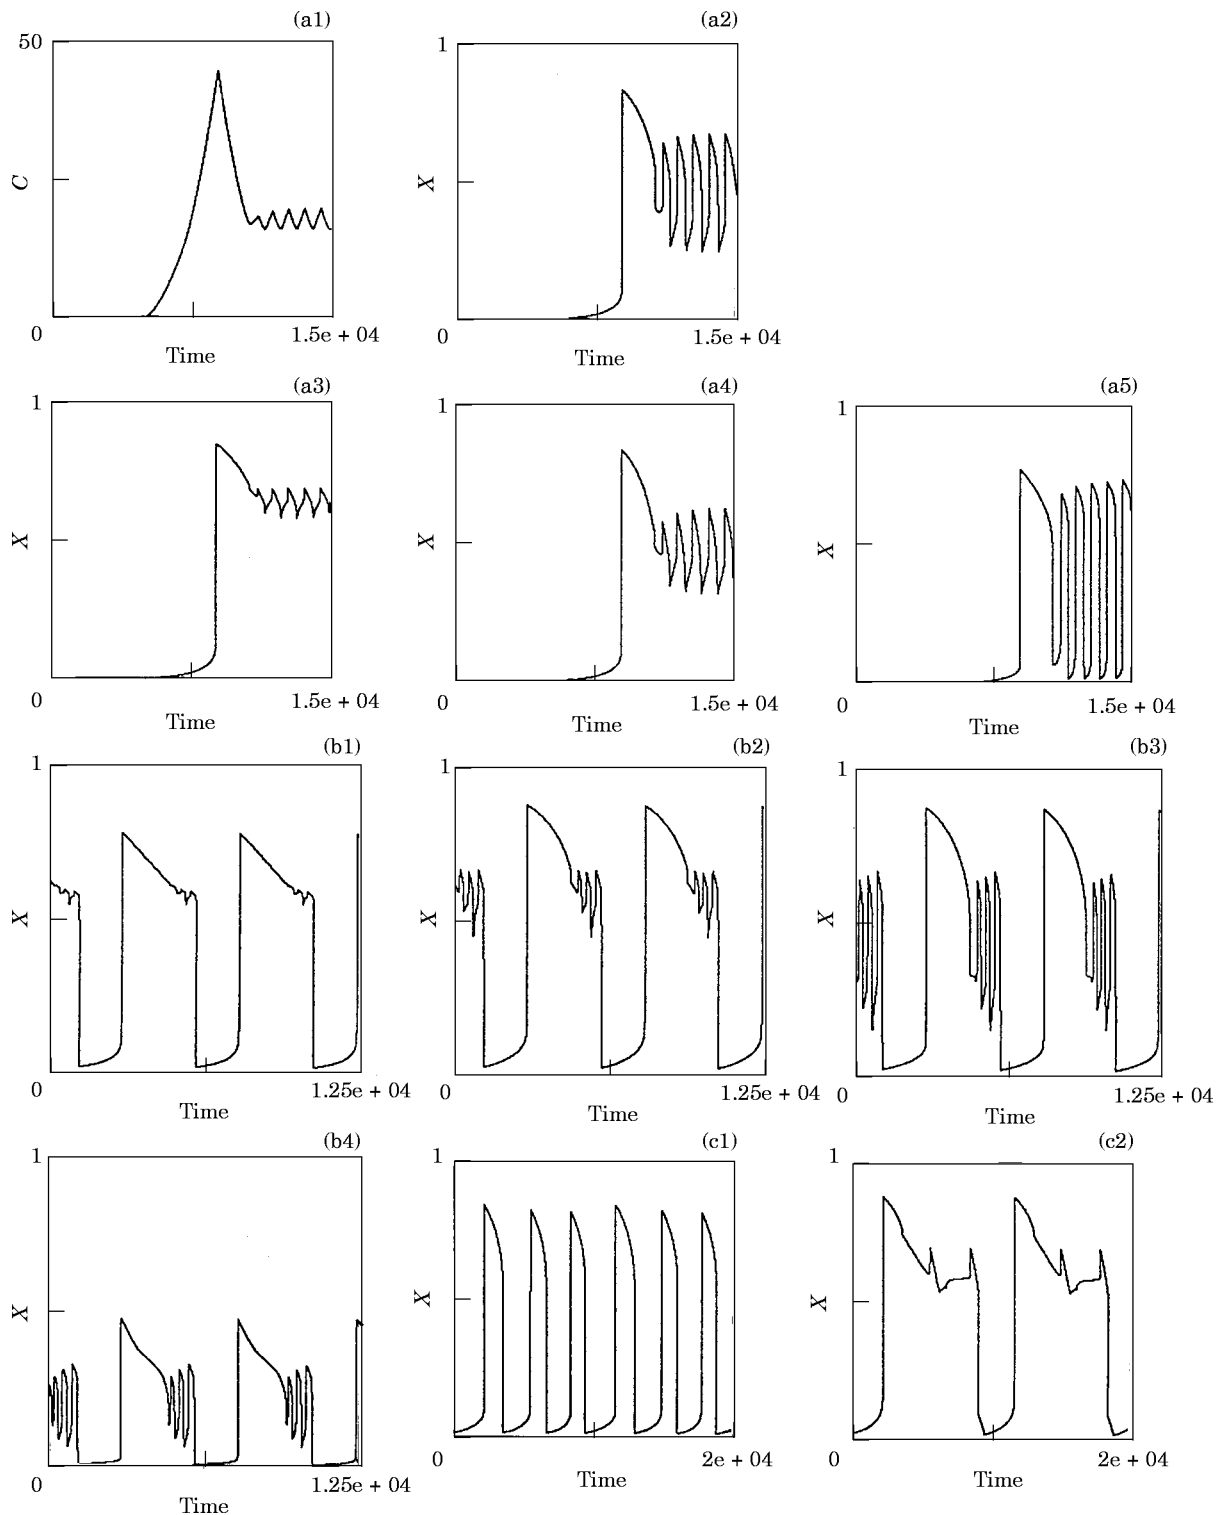 (a1)
50
C
0
1.5e + 04
Time
(a2)
1
X
0
1.5e + 04
Time
(a3)
1
X
0
1.5e + 04
Time
(a4)
1
X
0
1.5e + 04
Time
(a5)
1
X
0
1.5e + 04
Time
(b1)
1
X
0
1.25e + 04
Time
(b2)
1
X
0
1.25e + 04
Time
(b3)
1
X
0
1.25e + 04
Time
(b4)
1
X
0
1.25e + 04
Time
(c1)
1
X
0
2e + 04
Time
(c2)
1
X
0
2e + 04
Time